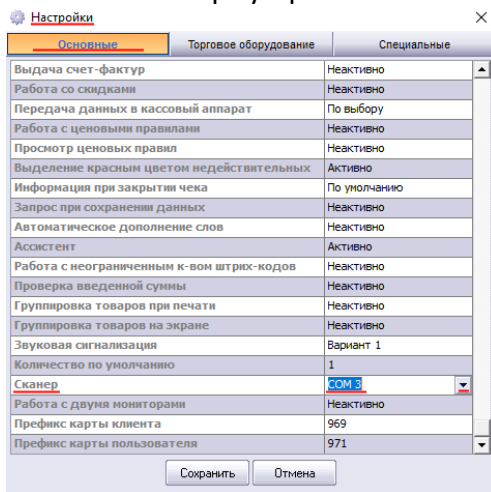 Настройки
Основные Торговое оборудование Специальные
Выдача счет-фактур Неактивно
Работа со скидками Неактивно
Передача данных в кассовый аппарат По выбору
Работа с ценовыми правилами Неактивно
Просмотр ценовых правил Неактивно
Выделение красным цветом недействительных Активно
Информация при закрытии чека По умолчанию
Запрос при сохранении данных Неактивно
Автоматическое дополнение слов Неактивно
Ассистент Активно
Работа с неограниченным к-вом штрих-кодов Неактивно
Проверка введенной суммы Неактивно
Группировка товаров при печати Неактивно
Группировка товаров на экране Неактивно
Звуковая сигнализация Вариант 1
Количество по умолчанию 1
Сканер COM 3
Работа с двумя мониторами Неактивно
Префикс карты клиента 969
Префикс карты пользователя 971
Сохранить Отмена